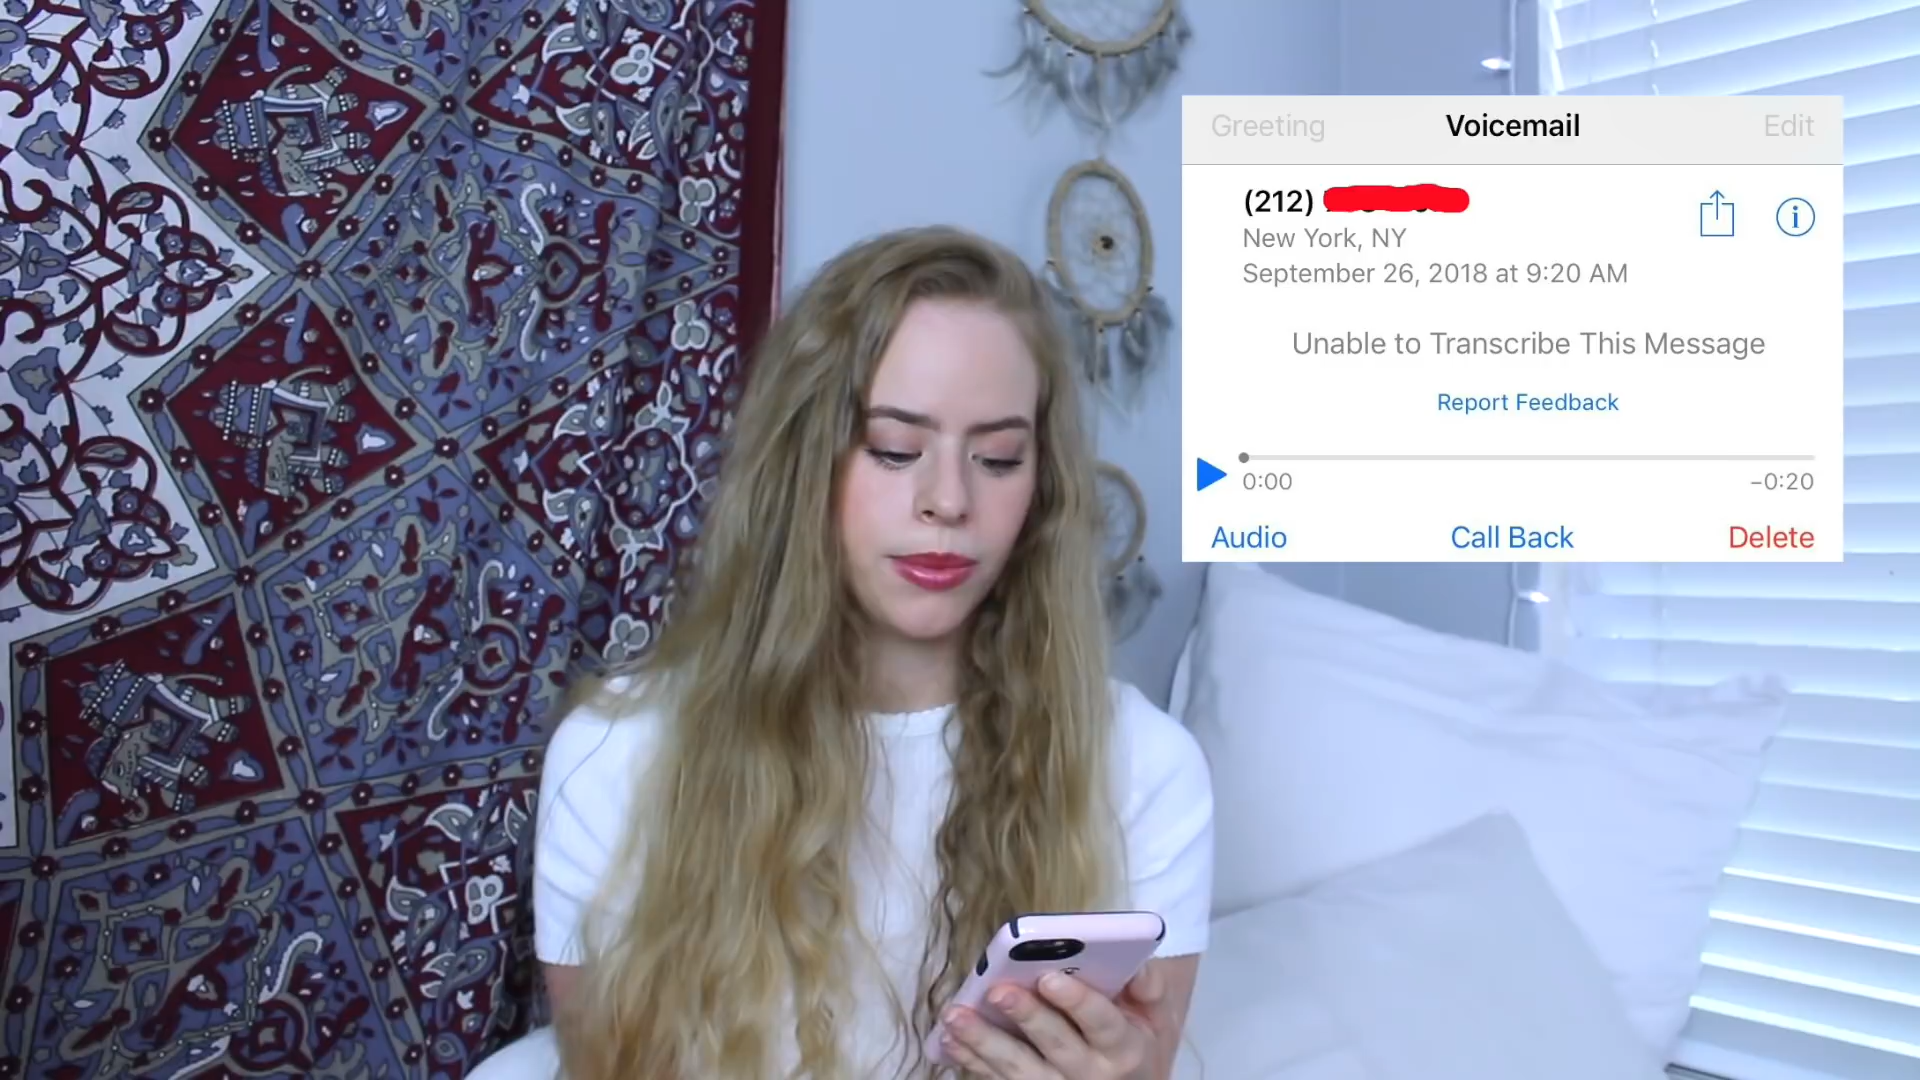 Greeting Voicemail Edit
(212)
New York, NY
September 26, 2018 at 9:20 AM
Unable to Transcribe This Message
Report Feedback
0:00 −0:20
Audio Call Back Delete